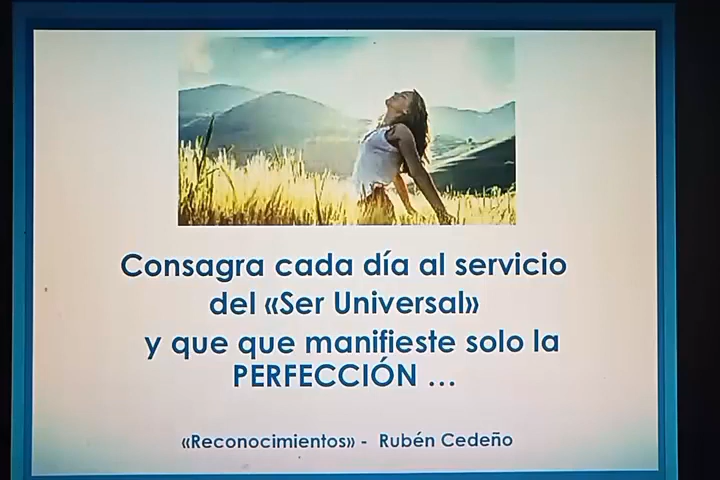 Consagra cada día al servicio
del «Ser Universal»
y que que manifieste solo la
PERFECCIÓN ...
«Reconocimientos» - Rubén Cedeño